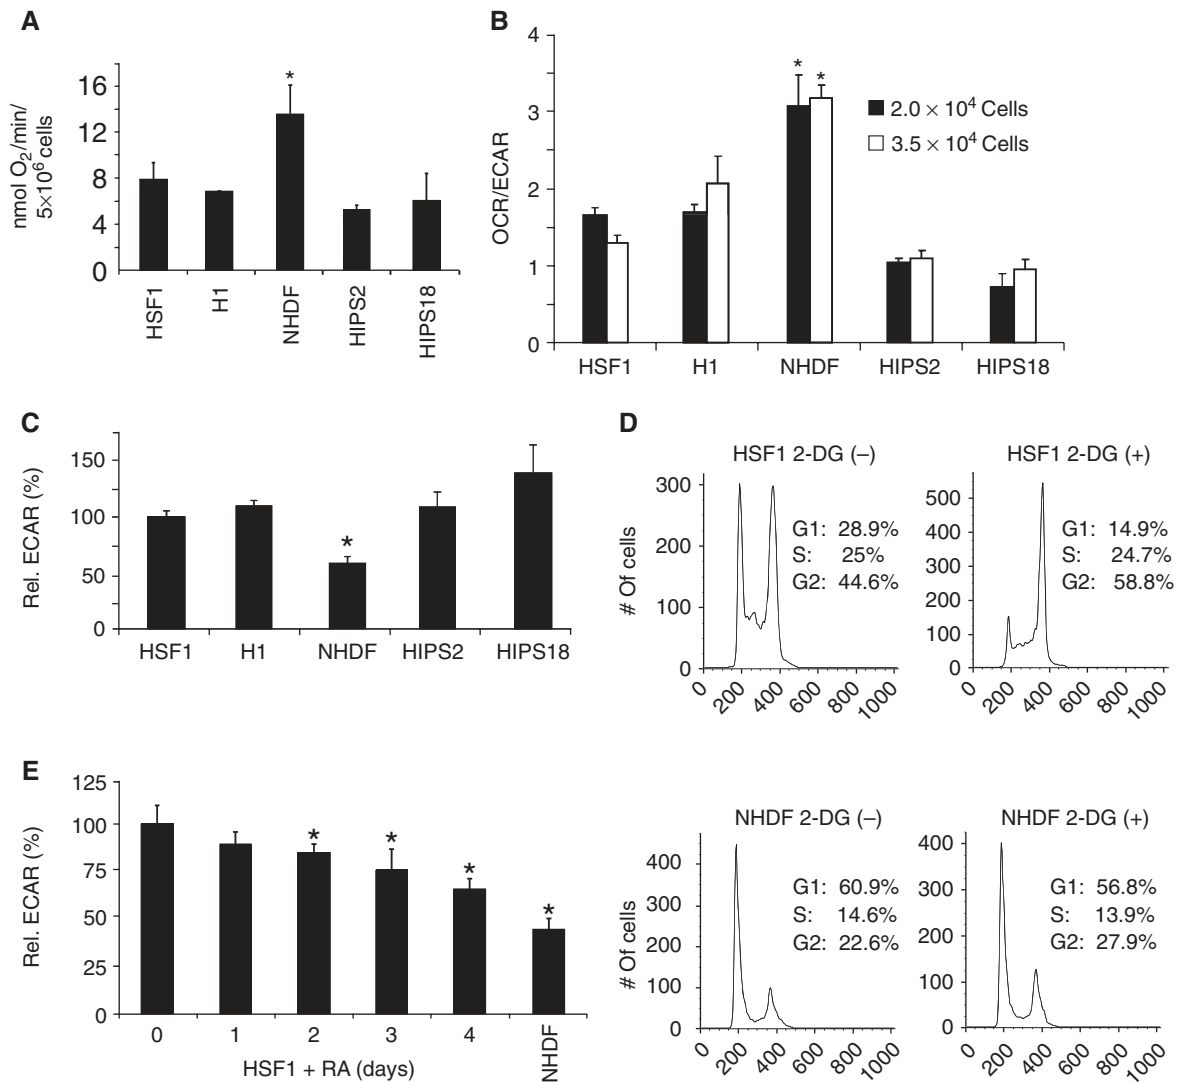 A
nmol O2/min/
5×10^6 cells
16
12
8
4
0
*
HSF1
H1
NHDF
HIPS2
HIPS18
B
OCR/ECAR
4
3
2
1
0
* *
2.0 × 10^4 Cells
3.5 × 10^4 Cells
HSF1 H1 NHDF HIPS2 HIPS18
C
Rel. ECAR (%)
150
100
50
0
*
HSF1 H1 NHDF HIPS2 HIPS18
D
HSF1 2-DG (–)
# Of cells
300
200
100
0
G1: 28.9%
S: 25%
G2: 44.6%
0 200 400 600 800 1000
HSF1 2-DG (+)
500
400
300
200
100
0
G1: 14.9%
S: 24.7%
G2: 58.8%
0 200 400 600 800 1000
NHDF 2-DG (–)
# Of cells
400
300
200
100
0
G1: 60.9%
S: 14.6%
G2: 22.6%
0 200 400 600 800 1000
NHDF 2-DG (+)
400
300
200
100
0
G1: 56.8%
S: 13.9%
G2: 27.9%
0 200 400 600 800 1000
E
Rel. ECAR (%)
125
100
75
50
25
0
* * * *
0 1 2 3 4 NHDF
HSF1 + RA (days)